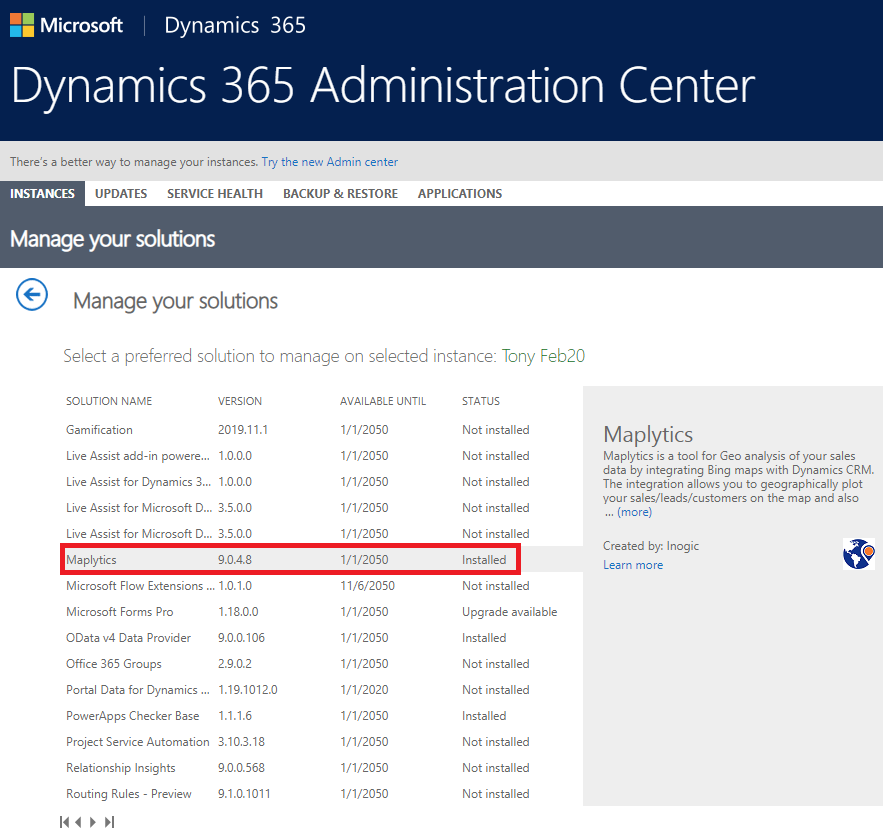 Microsoft | Dynamics 365
Dynamics 365 Administration Center
There's a better way to manage your instances. Try the new Admin center
INSTANCES UPDATES SERVICE HEALTH BACKUP & RESTORE APPLICATIONS
Manage your solutions
Manage your solutions
Select a preferred solution to manage on selected instance: Tony Feb20
SOLUTION NAME VERSION AVAILABLE UNTIL STATUS
Gamification 2019.11.1 1/1/2050 Not installed
Live Assist add-in powere... 1.0.0.0 1/1/2050 Not installed
Live Assist for Dynamics 3... 1.0.0.0 1/1/2050 Not installed
Live Assist for Microsoft D... 3.5.0.0 1/1/2050 Not installed
Live Assist for Microsoft D... 3.5.0.0 1/1/2050 Not installed
Maplytics 9.0.4.8 1/1/2050 Installed
Microsoft Flow Extensions ... 1.0.1.0 11/6/2050 Not installed
Microsoft Forms Pro 1.18.0.0 1/1/2050 Upgrade available
OData v4 Data Provider 9.0.0.106 1/1/2050 Installed
Office 365 Groups 2.9.0.2 1/1/2050 Not installed
Portal Data for Dynamics ... 1.19.1012.0 1/1/2020 Not installed
PowerApps Checker Base 1.1.1.6 1/1/2050 Installed
Project Service Automation 3.10.3.18 1/1/2050 Not installed
Relationship Insights 9.0.0.568 1/1/2050 Not installed
Routing Rules - Preview 9.1.0.1011 1/1/2050 Not installed
Maplytics
Maplytics is a tool for Geo analysis of your sales
data by integrating Bing maps with Dynamics CRM.
The integration allows you to geographically plot
your sales/leads/customers on the map and also
... (more)
Created by: Inogic
Learn more